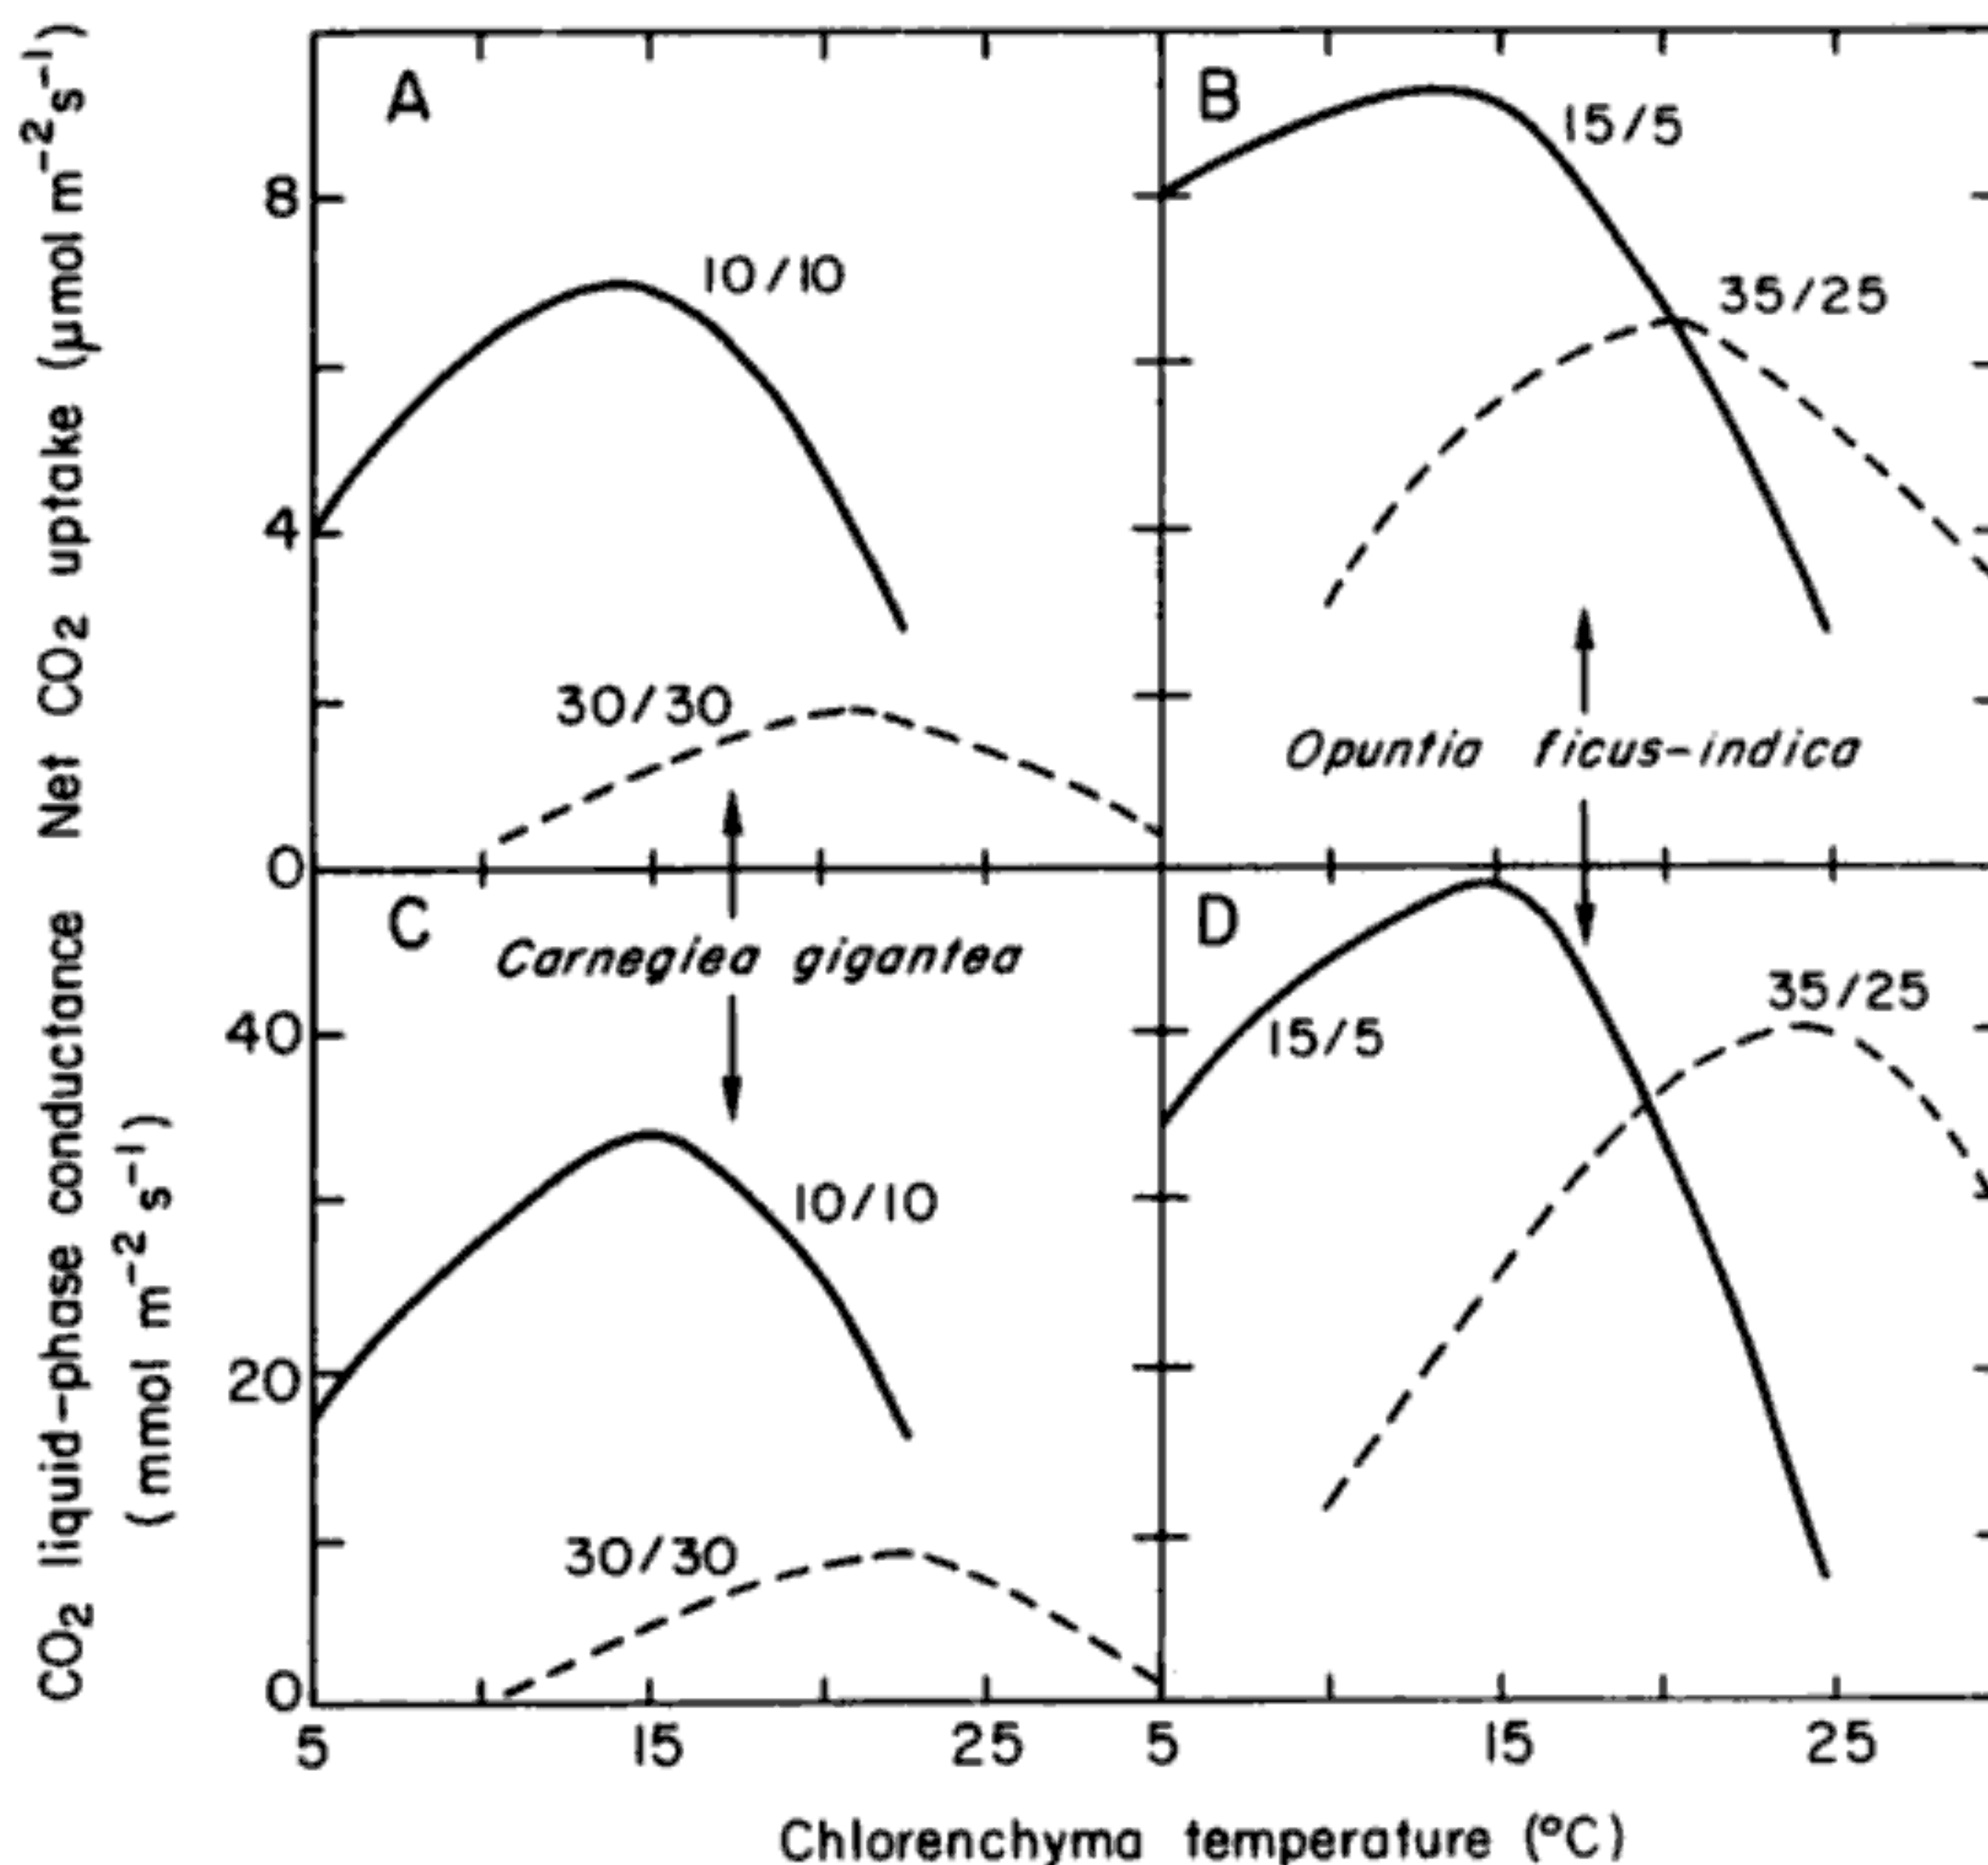 Net CO₂ uptake (μmol m⁻² s⁻¹)
CO₂ liquid-phase conductance
(mmol m⁻² s⁻¹)
A
8
4
0
10/10
30/30
B
15/5
35/25
Opuntia ficus-indica
C
Carnegiea gigantea
40
20
0
10/10
30/30
D
15/5
35/25
5 15 25 5 15 25
Chlorenchyma temperature (°C)